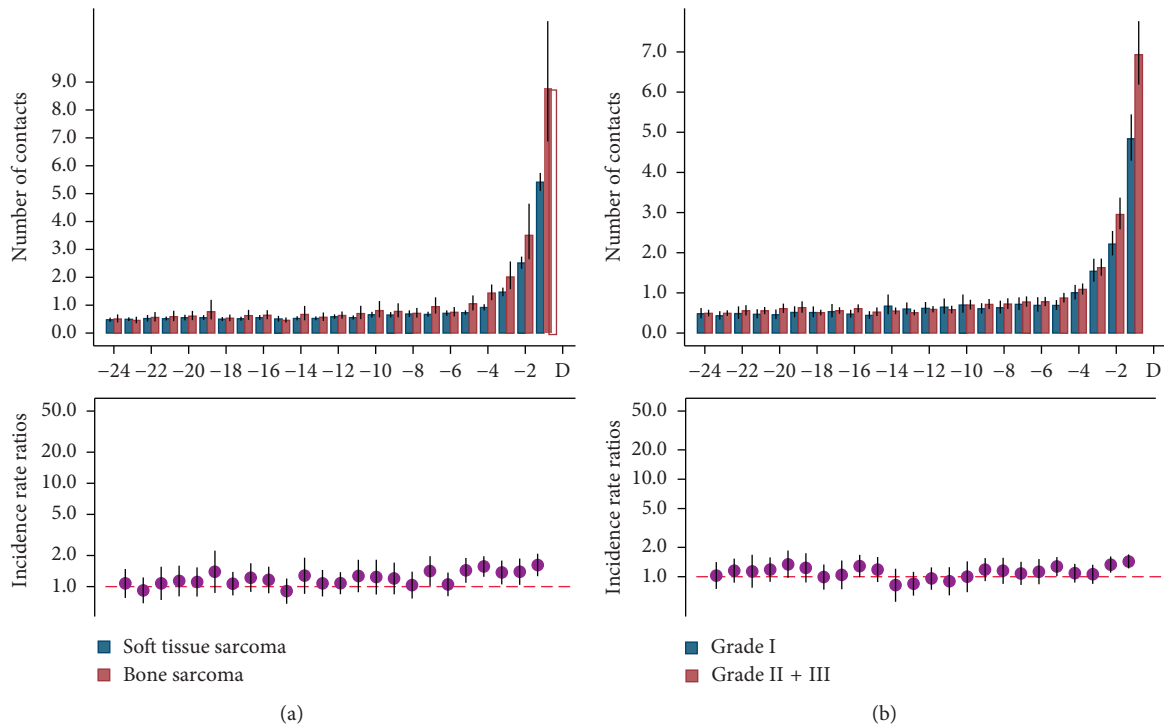 Number of contacts
9.0
8.0
7.0
6.0
5.0
4.0
3.0
2.0
1.0
0.0
−24 −22 −20 −18 −16 −14 −12 −10 −8 −6 −4 −2 D
Incidence rate ratios
50.0
20.0
10.0
5.0
2.0
1.0
Soft tissue sarcoma
Bone sarcoma
(a)
Number of contacts
7.0
6.0
5.0
4.0
3.0
2.0
1.0
0.0
−24 −22 −20 −18 −16 −14 −12 −10 −8 −6 −4 −2 D
Incidence rate ratios
50.0
20.0
10.0
5.0
2.0
1.0
Grade I
Grade II + III
(b)